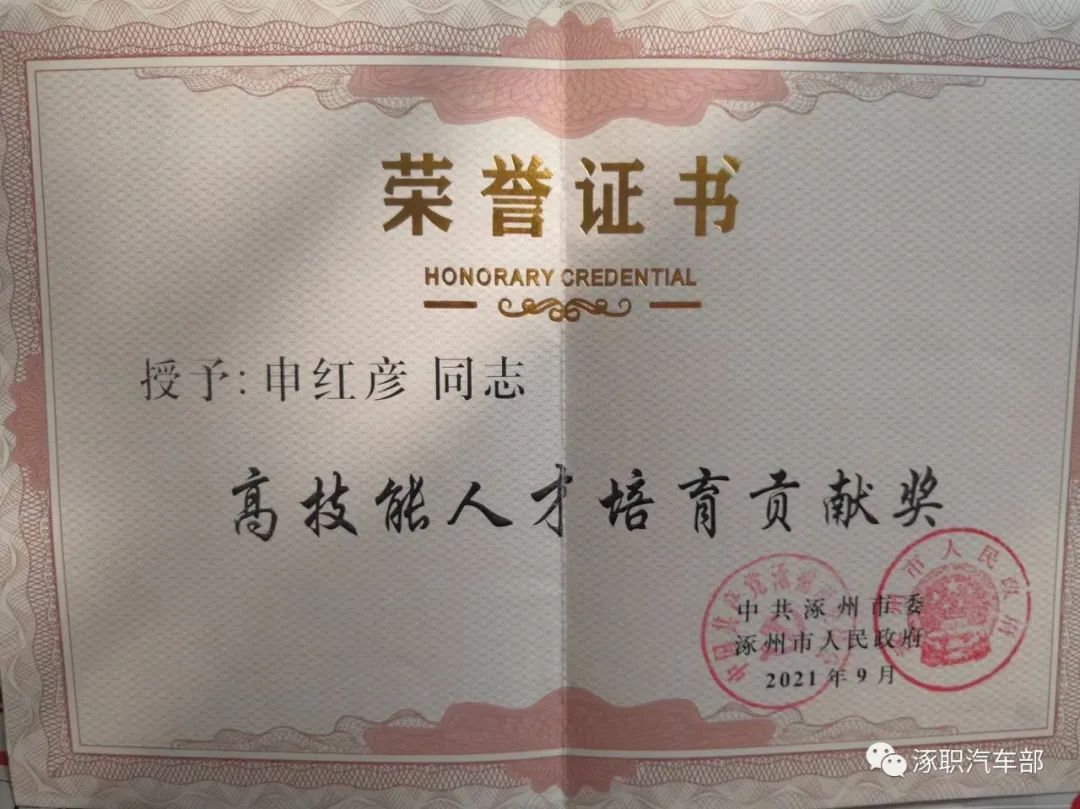 荣誉证书
HONORARY CREDENTIAL
授予:申红彦 同志
高技能人才培育贡献奖
中共涿州市委
涿州市人民政府
2021年9月
涿职汽车部